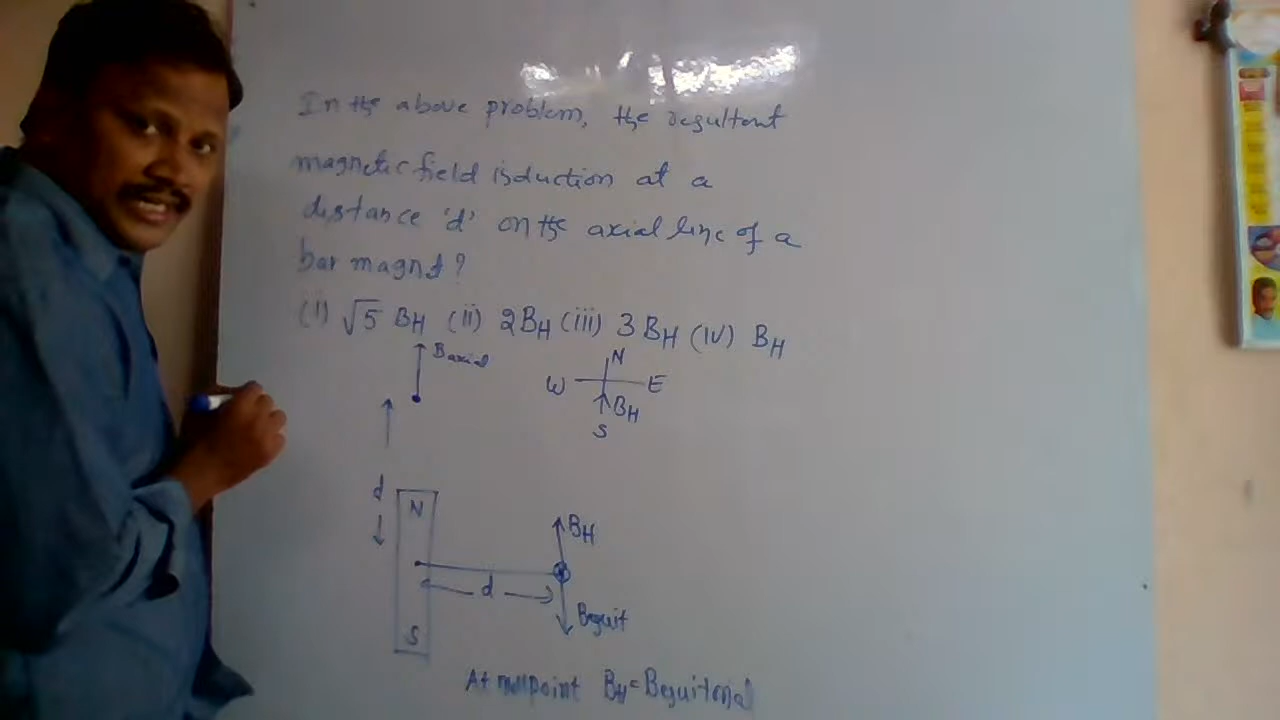 In the above problem, the resultent
magnetic field induction at a
distance 'd' on the axial line of a
bar magnet?
(i) √5 BH (ii) 2BH (iii) 3BH (iv) BH
Baxial
N
W E
BH
S
d
N
BH
d
S
Bequit
At nullpoint BH = Bequitorial